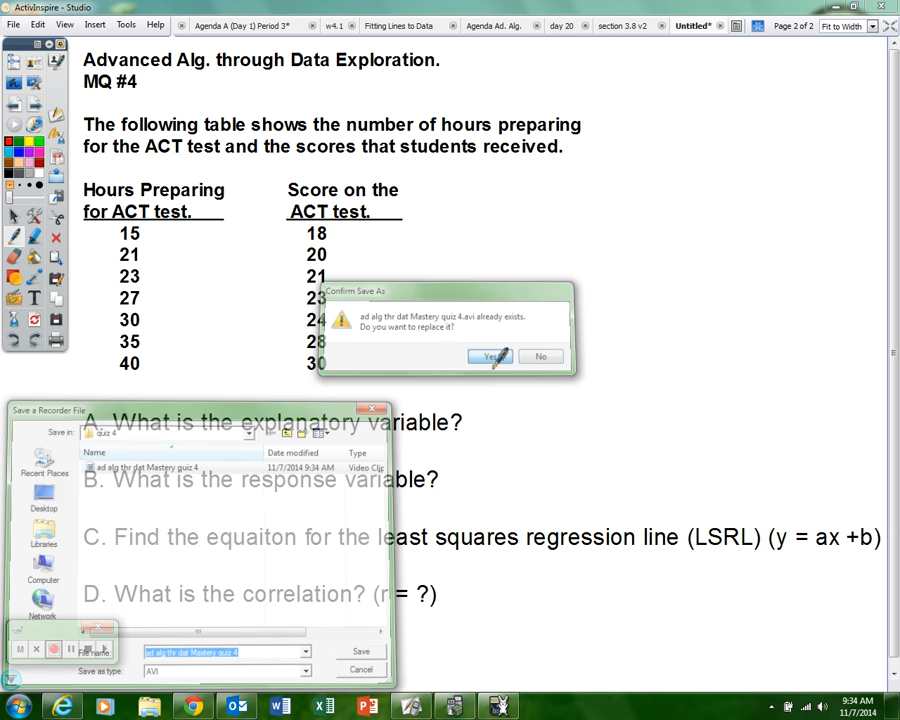 ActivInspire - Studio
File Edit View Insert Tools Help
Agenda A (Day 1) Period 3*
w4.1
Fitting Lines to Data
Agenda Ad. Alg.
day 20
section 3.8 v2
Untitled*
Page 2 of 2
Fit to Width
Advanced Alg. through Data Exploration.
MQ #4
The following table shows the number of hours preparing
for the ACT test and the scores that students received.
Hours Preparing Score on the
for ACT test. ACT test.
15 18
21 20
23 21
27 23
30 24
35 28
40 30
Confirm Save As
ad alg thr dat Mastery quiz 4.avi already exists.
Do you want to replace it?
Yes No
A. What is the explanatory variable?
B. What is the response variable?
C. Find the equaiton for the least squares regression line (LSRL) (y = ax +b)
D. What is the correlation? (r = ?)
Save a Recorder File
Save in: quiz 4
Name Date modified Type
ad alg thr dat Mastery quiz 4 11/7/2014 9:34 AM Video Clip
Recent Places
Desktop
Libraries
Computer
Network
File name: ad alg thr dat Mastery quiz 4 Save
Save as type: AVI Cancel
9:34 AM
11/7/2014